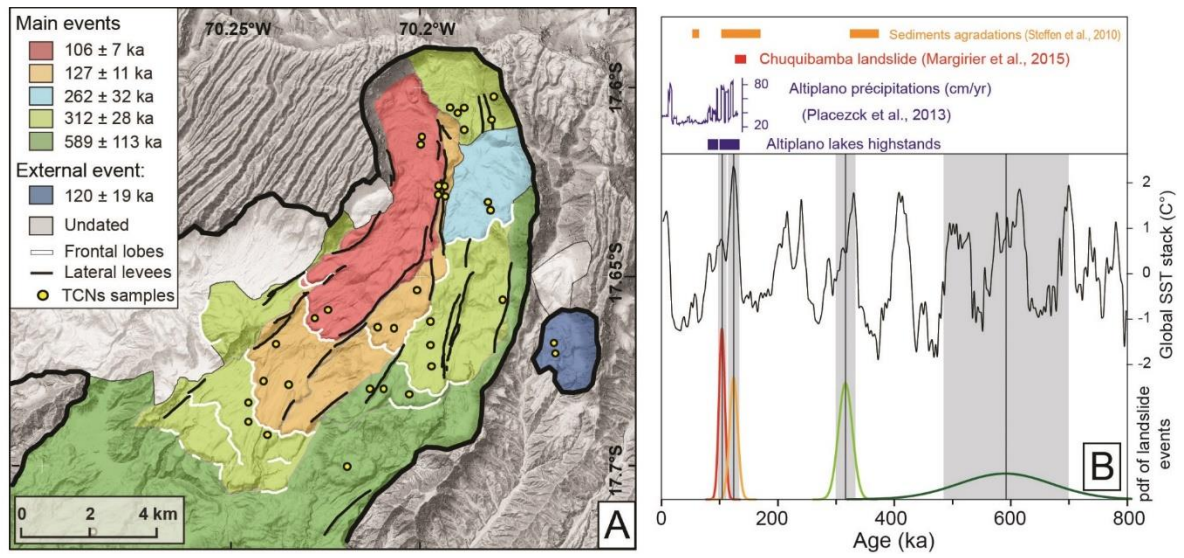 Main events
106 ± 7 ka
127 ± 11 ka
262 ± 32 ka
312 ± 28 ka
589 ± 113 ka
External event:
120 ± 19 ka
Undated
Frontal lobes
Lateral levees
TCNs samples
70.25°W
70.2°W
17.6°S
17.65°S
17.7°S
0 2 4 km
A
Sediments agradations (Steffen et al., 2010)
Chuquibamba landslide (Margirier et al., 2015)
80
Altiplano précipitations (cm/yr)
(Placezck et al., 2013)
20
Altiplano lakes highstands
2
1
0
-1
-2
Global SST stack (C°)
pdf of landslide
events
B
0 200 400 600 800
Age (ka)